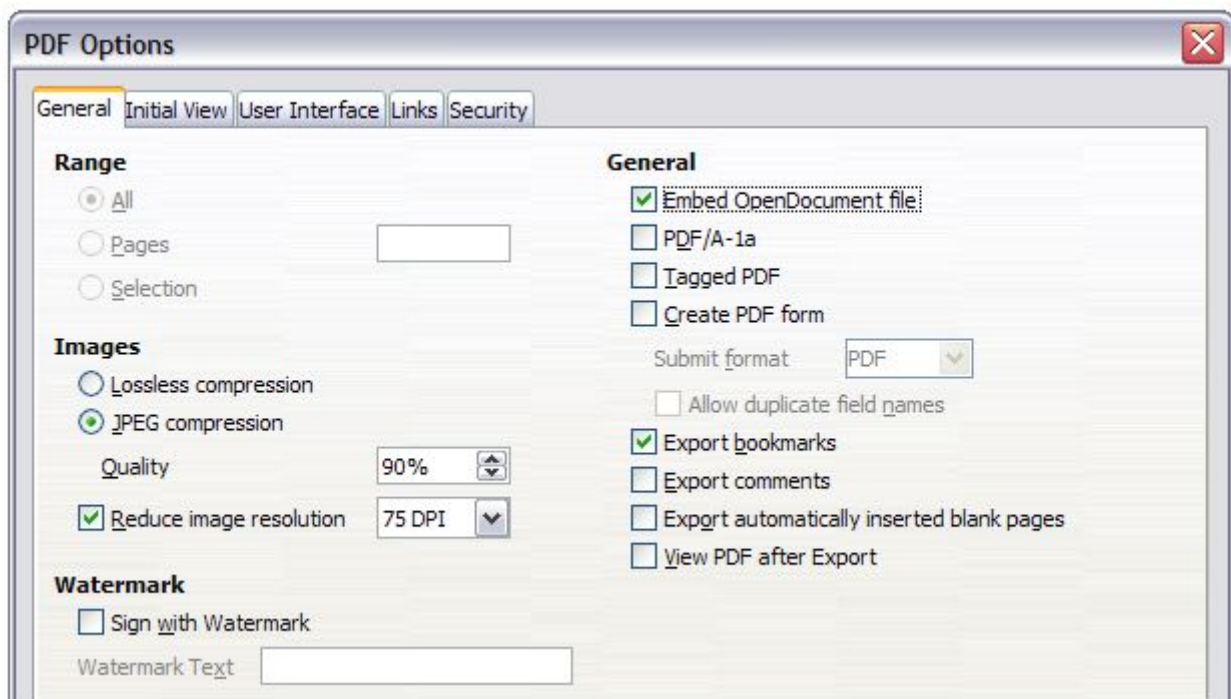 PDF Options
General Initial View User Interface Links Security
Range
All
Pages
Selection
Images
Lossless compression
JPEG compression
Quality 90%
Reduce image resolution 75 DPI
Watermark
Sign with Watermark
Watermark Text
General
Embed OpenDocument file
PDF/A-1a
Tagged PDF
Create PDF form
Submit format PDF
Allow duplicate field names
Export bookmarks
Export comments
Export automatically inserted blank pages
View PDF after Export